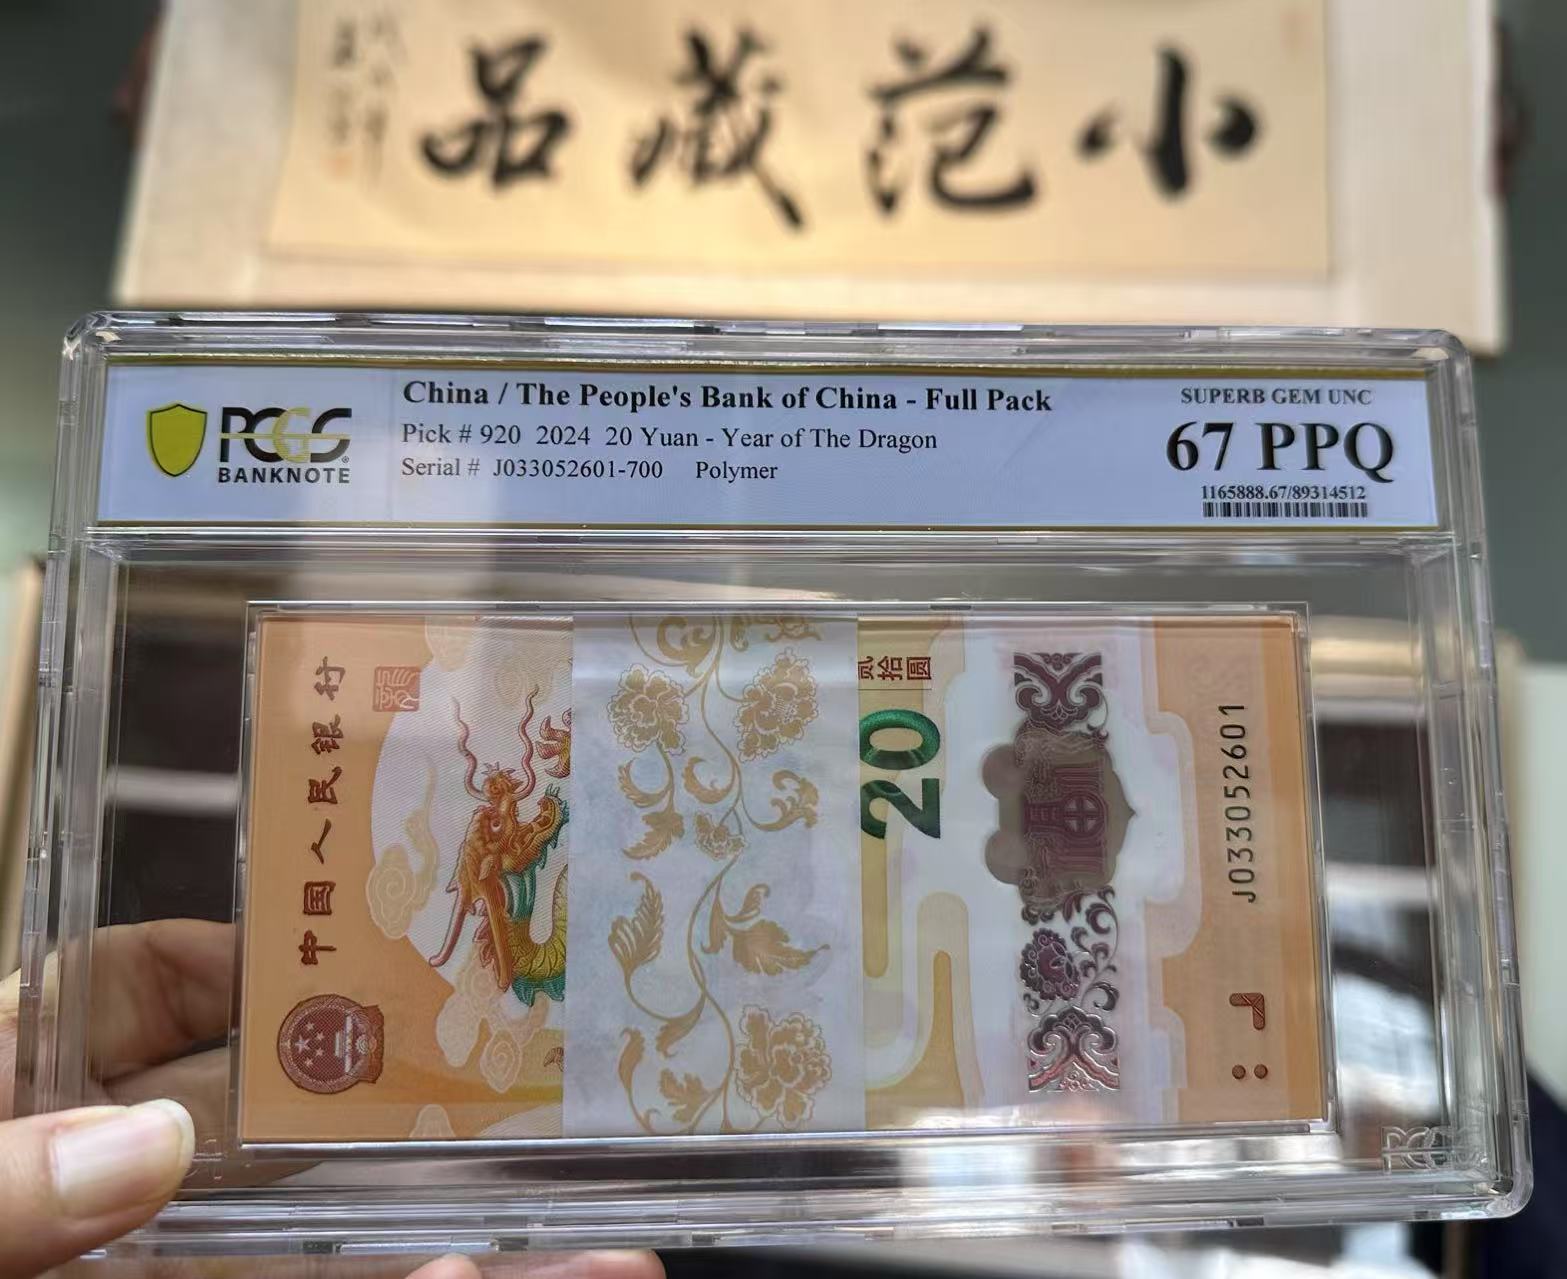 小范藏品
PCGS
BANKNOTE
China / The People's Bank of China - Full Pack
Pick # 920 2024 20 Yuan - Year of The Dragon
Serial # J033052601-700 Polymer
SUPERB GEM UNC
67 PPQ
1165888.67/89314512
中国人民银行
贰拾圆
20
J033052601
PCGS